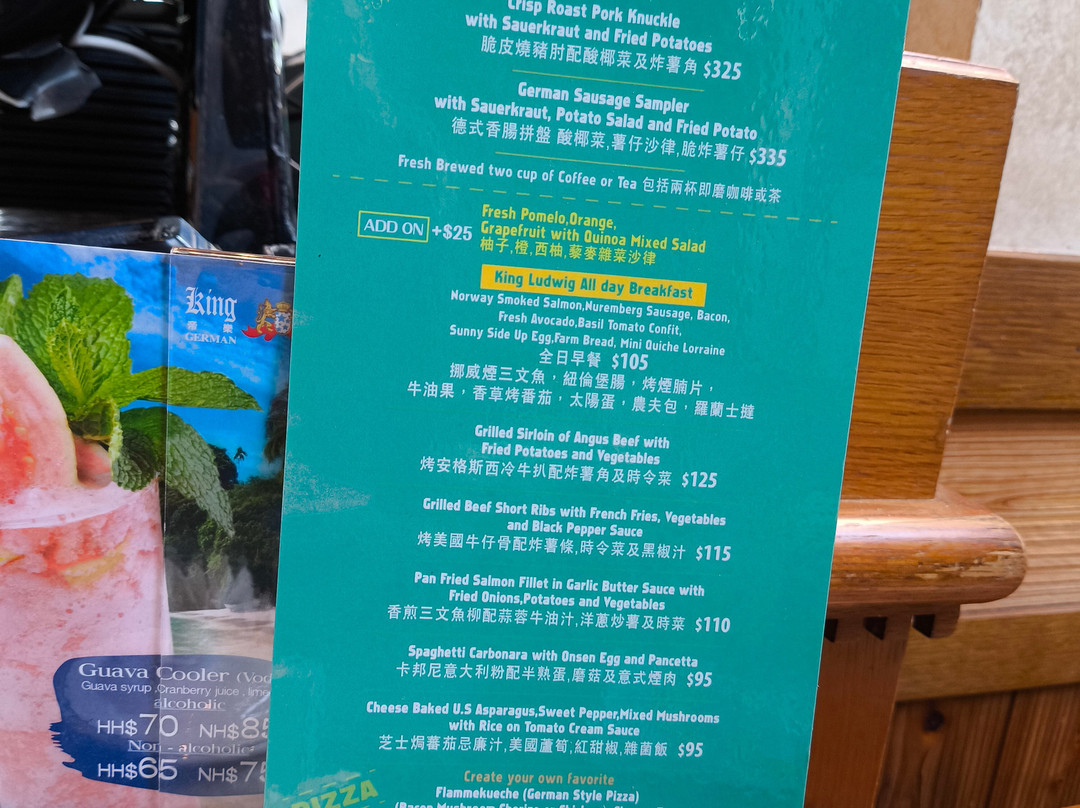 Crisp Roast Pork Knuckle
with Sauerkraut and Fried Potatoes
脆皮燒豬肘配酸椰菜及炸薯角 $325
German Sausage Sampler
with Sauerkraut, Potato Salad and Fried Potato
德式香腸拼盤 酸椰菜,薯仔沙律,脆炸薯仔 $335
Fresh Brewed two cup of Coffee or Tea 包括兩杯即磨咖啡或茶
ADD ON +$25
Fresh Pomelo,Orange,
Grapefruit with Quinoa Mixed Salad
柚子,橙,西柚,藜麥雜菜沙律
King Ludwig All day Breakfast
Norway Smoked Salmon,Nuremberg Sausage, Bacon,
Fresh Avocado,Basil Tomato Confit,
Sunny Side Up Egg,Farm Bread, Mini Quiche Lorraine
全日早餐 $105
挪威煙三文魚，紐倫堡腸，烤煙腩片，
牛油果，香草烤番茄，太陽蛋，農夫包，羅蘭士撻
Grilled Sirloin of Angus Beef with
Fried Potatoes and Vegetables
烤安格斯西冷牛扒配炸薯角及時令菜 $125
Grilled Beef Short Ribs with French Fries, Vegetables
and Black Pepper Sauce
烤美國牛仔骨配炸薯條,時令菜及黑椒汁 $115
Pan Fried Salmon Fillet in Garlic Butter Sauce with
Fried Onions,Potatoes and Vegetables
香煎三文魚柳配蒜蓉牛油汁,洋蔥炒薯及時菜 $110
Spaghetti Carbonara with Onsen Egg and Pancetta
卡邦尼意大利粉配半熟蛋,磨菇及意式煙肉 $95
Cheese Baked U.S Asparagus,Sweet Pepper,Mixed Mushrooms
with Rice on Tomato Cream Sauce
芝士焗蕃茄忌廉汁,美國蘆筍,紅甜椒,雜菌飯 $95
Create your own favorite
Flammekueche (German Style Pizza)
PIZZA
King
帝樂
GERMAN
Guava Cooler (Vod
Guava syrup ,Cranberry juice , lime
alcoholic
HH$70 NH$85
Non - alcoholic
HH$65 NH$75